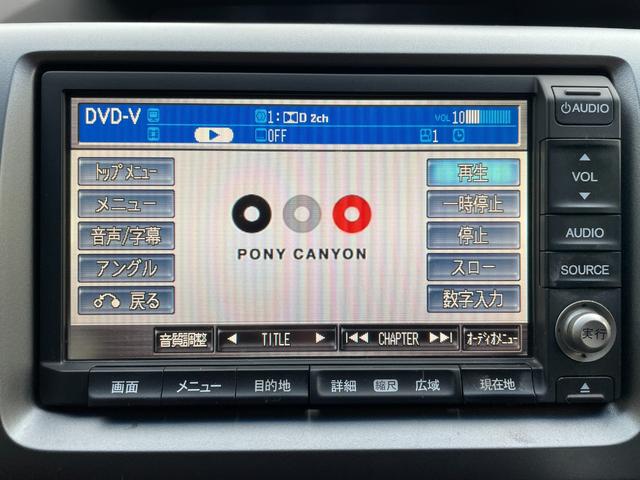 DVD-V 1: DD 2ch VOL 10
OFF 1
トップメニュー
メニュー
音声/字幕
アングル
戻る
PONY CANYON
再生
一時停止
停止
スロー
数字入力
音質調整 ◀ TITLE ▶ |◀◀ CHAPTER ▶▶| オーディオメニュー
AUDIO
VOL
AUDIO
SOURCE
実行
画面 メニュー 目的地 詳細 縮尺 広域 現在地